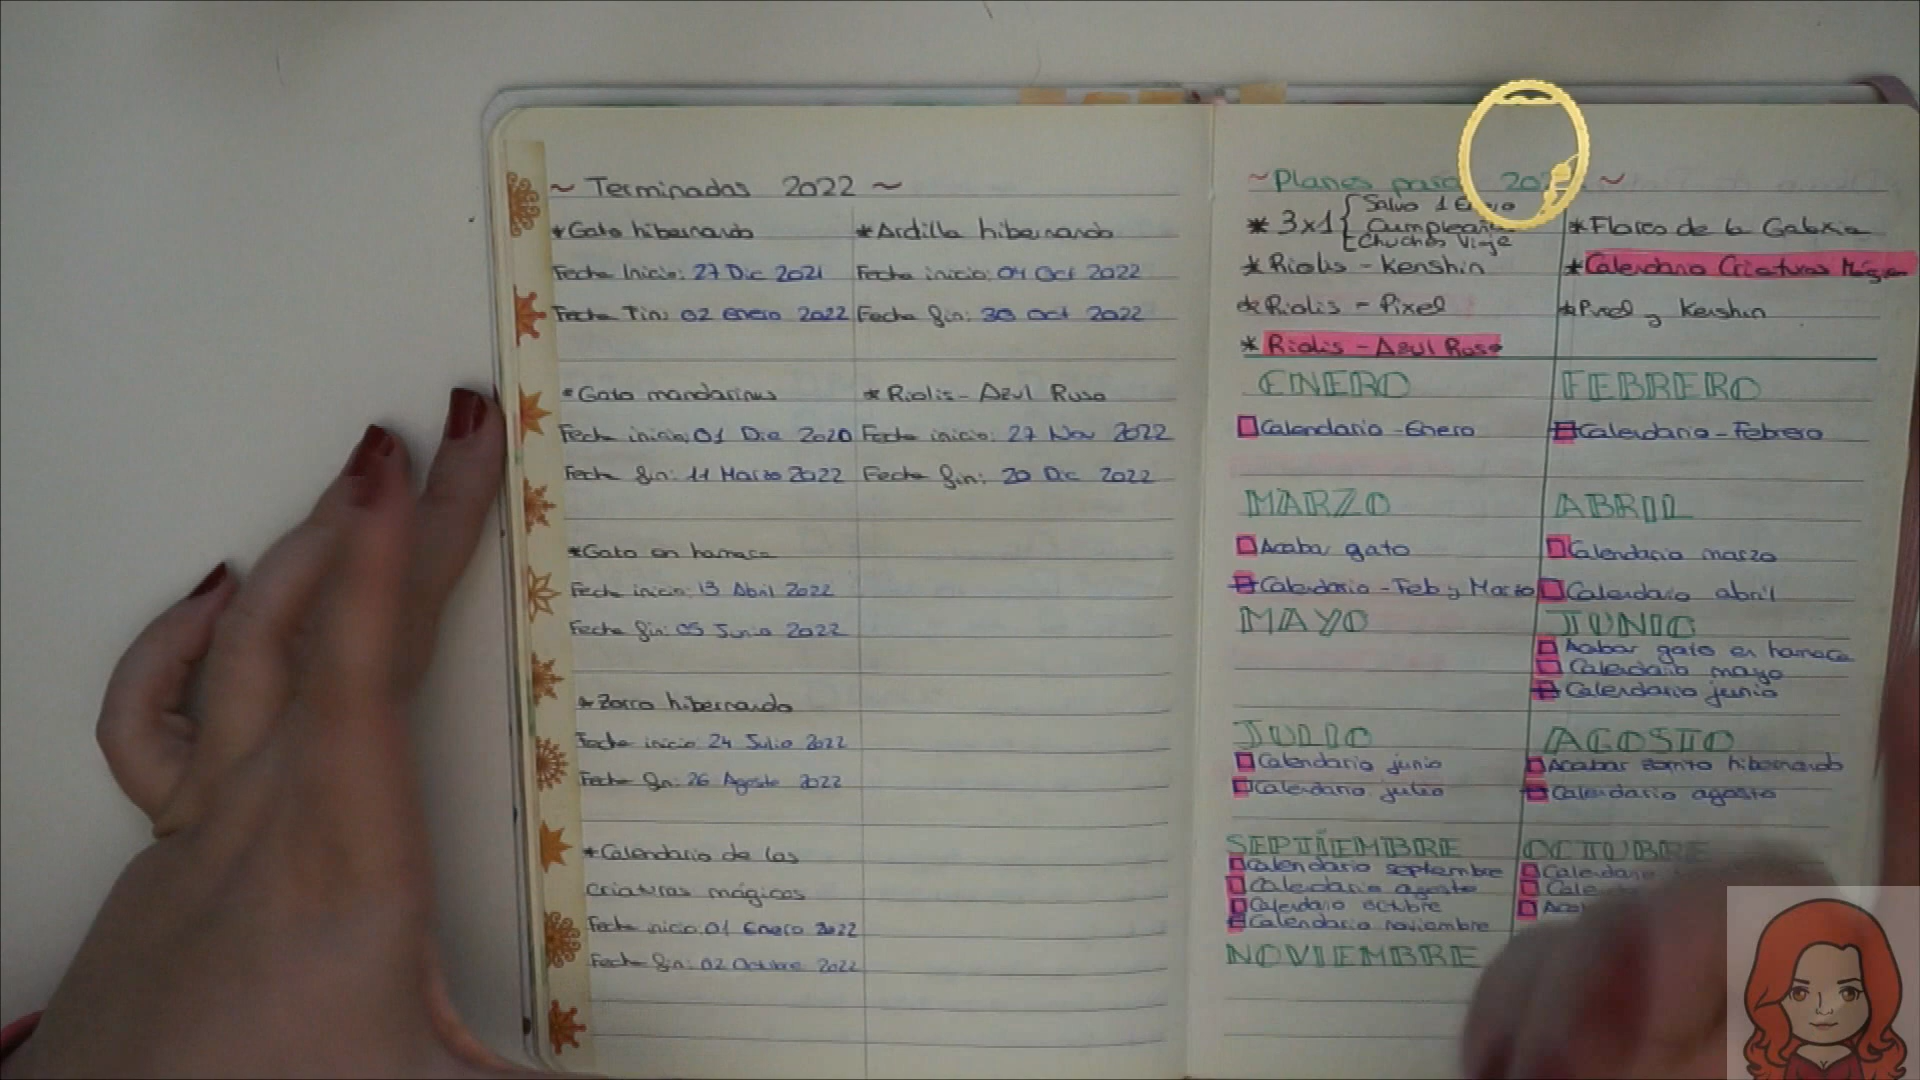 ~ Terminadas 2022 ~
*Gato hibernando
Fecha Inicio: 27 Dic 2021
Fecha Fin: 02 enero 2022
*Gato mandarinus
Fecha inicio: 01 Dic 2020
Fecha fin: 11 Marzo 2022
*Gato en hamaca
Fecha inicio: 13 Abril 2022
Fecha fin: 05 Junio 2022
*Zorro hibernando
Fecha inicio 24 Julio 2022
Fecha fin: 26 Agosto 2022
*Calendario de las
criaturas mágicas
Fecha inicio 01 Enero 2022
Fecha fin: 02 Octubre 2022
*Ardilla hibernando
Fecha inicio: 04 Oct 2022
Fecha fin: 30 Oct 2022
*Riolis - Azul Ruso
Fecha inicio: 27 Nov 2022
Fecha fin: 20 Dic 2022
~Planes para ~
* 3x1 { Salvo 1
Chuches Viaje
* Riolis - Kenshin
* Riolis - Pixel
* Riolis - Azul Ruso
*Flores de la Galaxia
*Calendario Criaturas
*Pixel y Kenshin
ENERO
Calendario - Enero
FEBRERO
Calendario - Febrero
MARZO
Acabar gato
Calendario - Feb y Marzo
ABRIL
Calendario marzo
Calendario abril
MAYO
JUNIO
Acabar gato en hamaca
Calendario mayo
Calendario junio
JULIO
Calendario junio
Calendario julio
AGOSTO
Acabar zorrito hibernando
Calendario agosto
SEPTIEMBRE
Calendario septiembre
Calendario agosto
Calendario octubre
Calendario noviembre
OCTUBRE
NOVIEMBRE